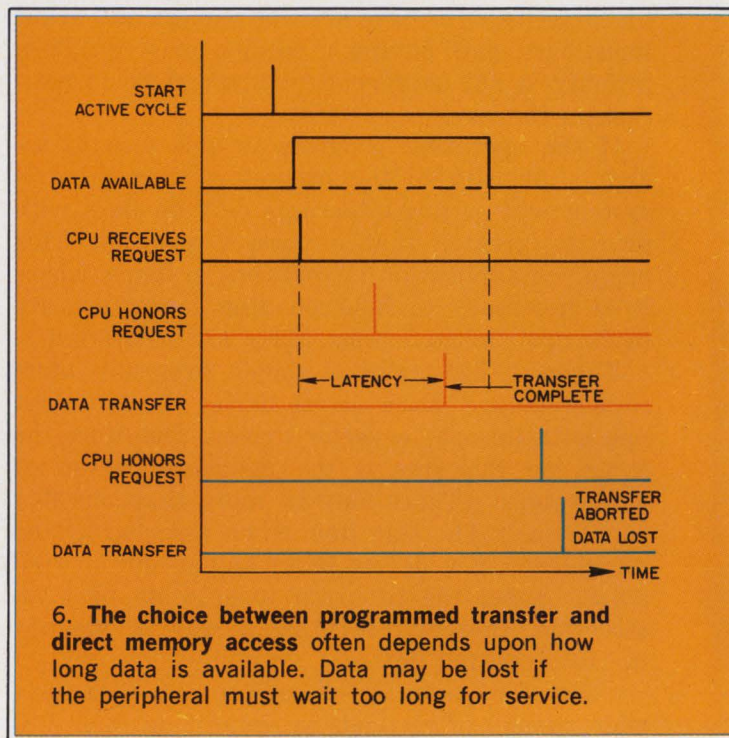 START
ACTIVE CYCLE
DATA AVAILABLE
CPU RECEIVES
REQUEST
CPU HONORS
REQUEST
LATENCY
TRANSFER
COMPLETE
DATA TRANSFER
CPU HONORS
REQUEST
TRANSFER
ABORTED
DATA LOST
DATA TRANSFER
TIME
6. The choice between programmed transfer and
direct memory access often depends upon how
long data is available. Data may be lost if
the peripheral must wait too long for service.